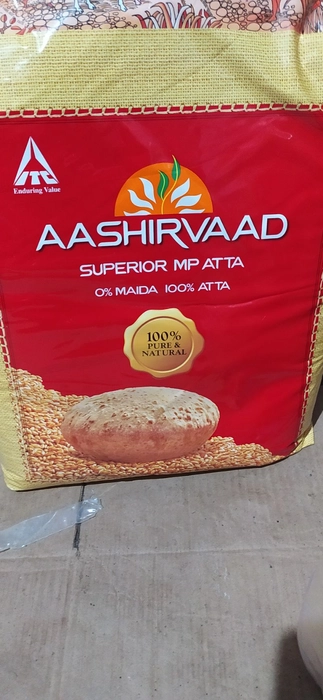 ITC
Enduring Value
AASHIRVAAD
SUPERIOR MP ATTA
0% MAIDA 100% ATTA
100%
PURE &
NATURAL